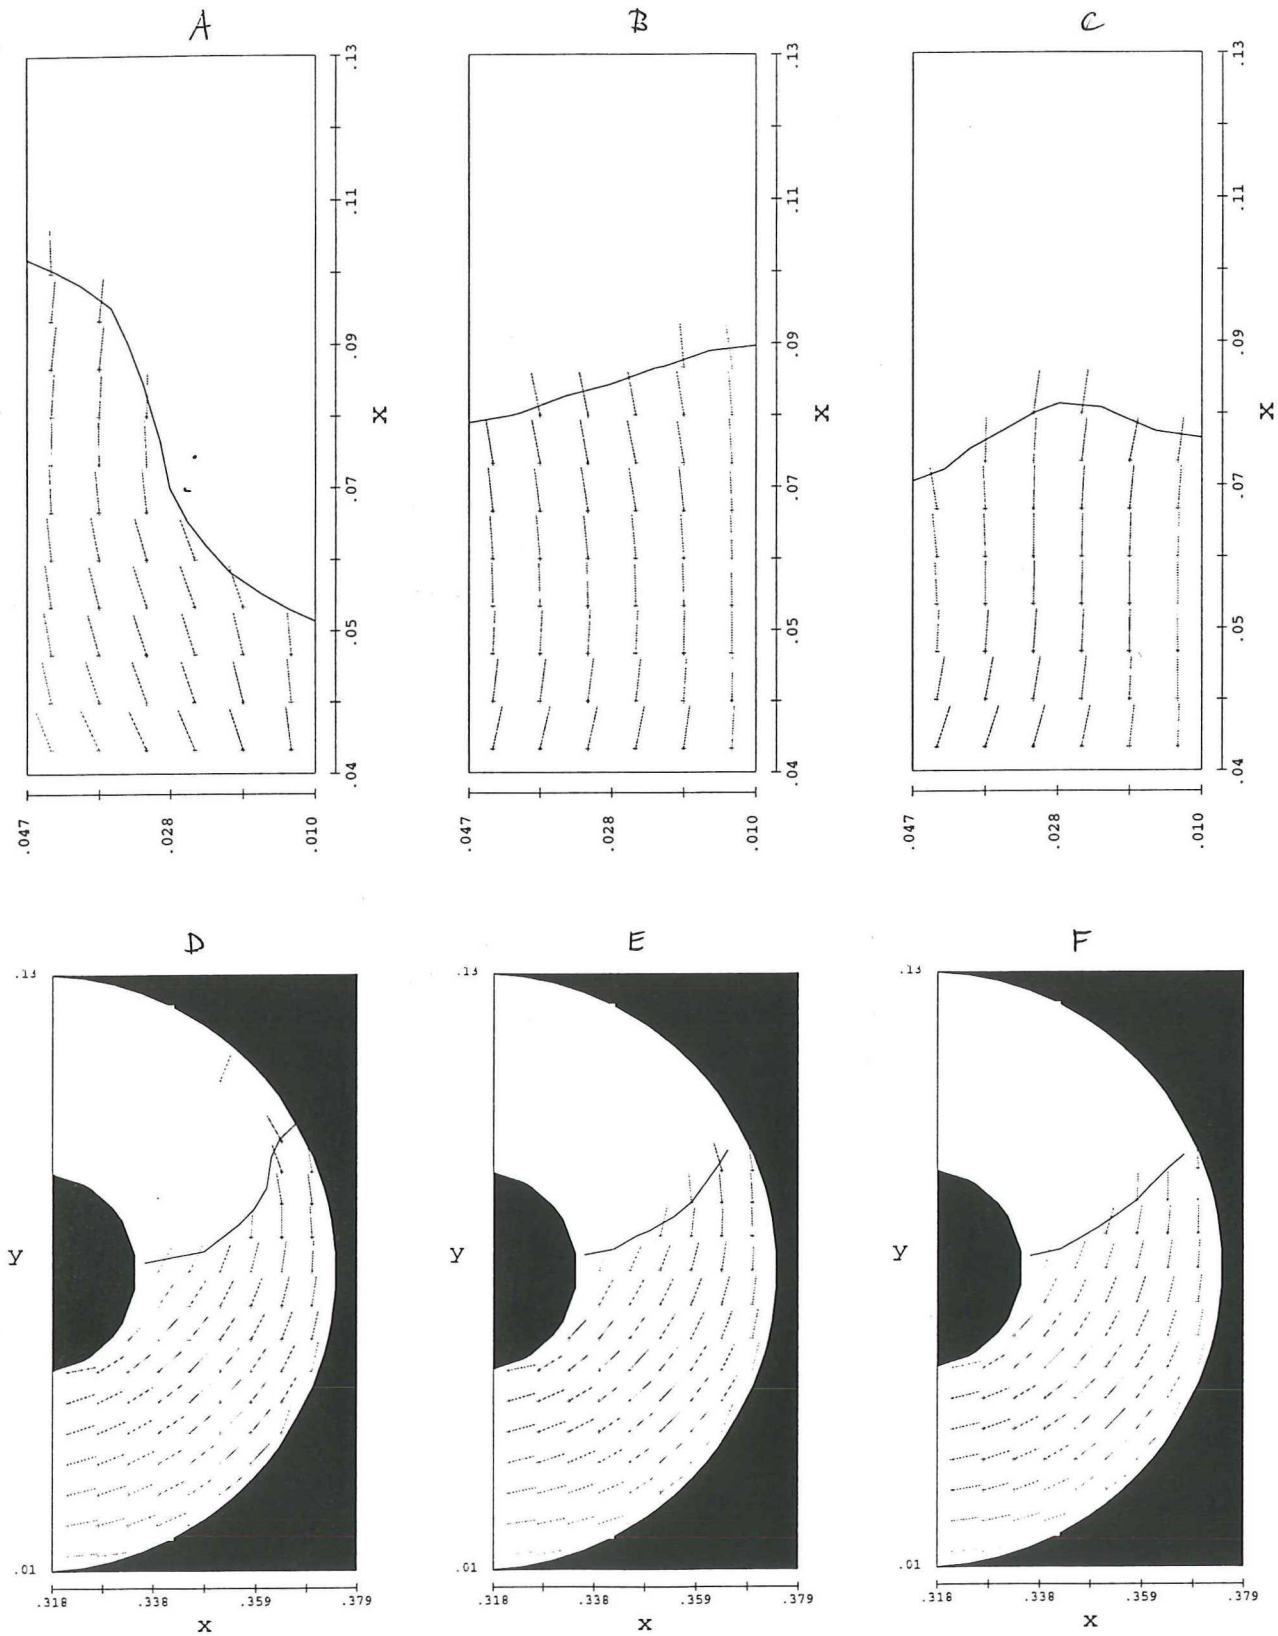 A B C
.13 .13 .13
.11 .11 .11
.09 .09 .09
X X X
.07 .07 .07
.05 .05 .05
.04 .04 .04
.047 .028 .010 .047 .028 .010 .047 .028 .010
D E F
.13 .13 .13
y y y
.01 .01 .01
.318 .338 .359 .379 .318 .338 .359 .379 .318 .338 .359 .379
x x x